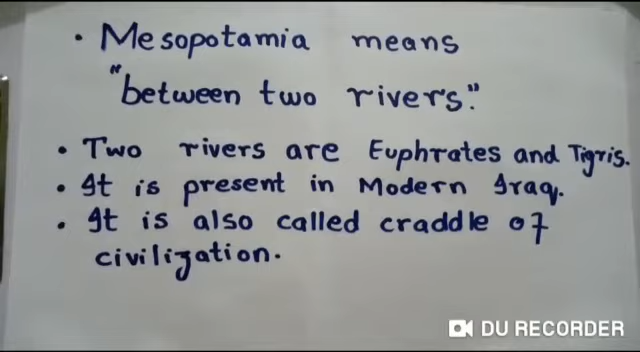 • Mesopotamia means
"between two rivers."
• Two rivers are Euphrates and Tigris.
• It is present in Modern Iraq.
• It is also called craddle of
civilization.
DU RECORDER